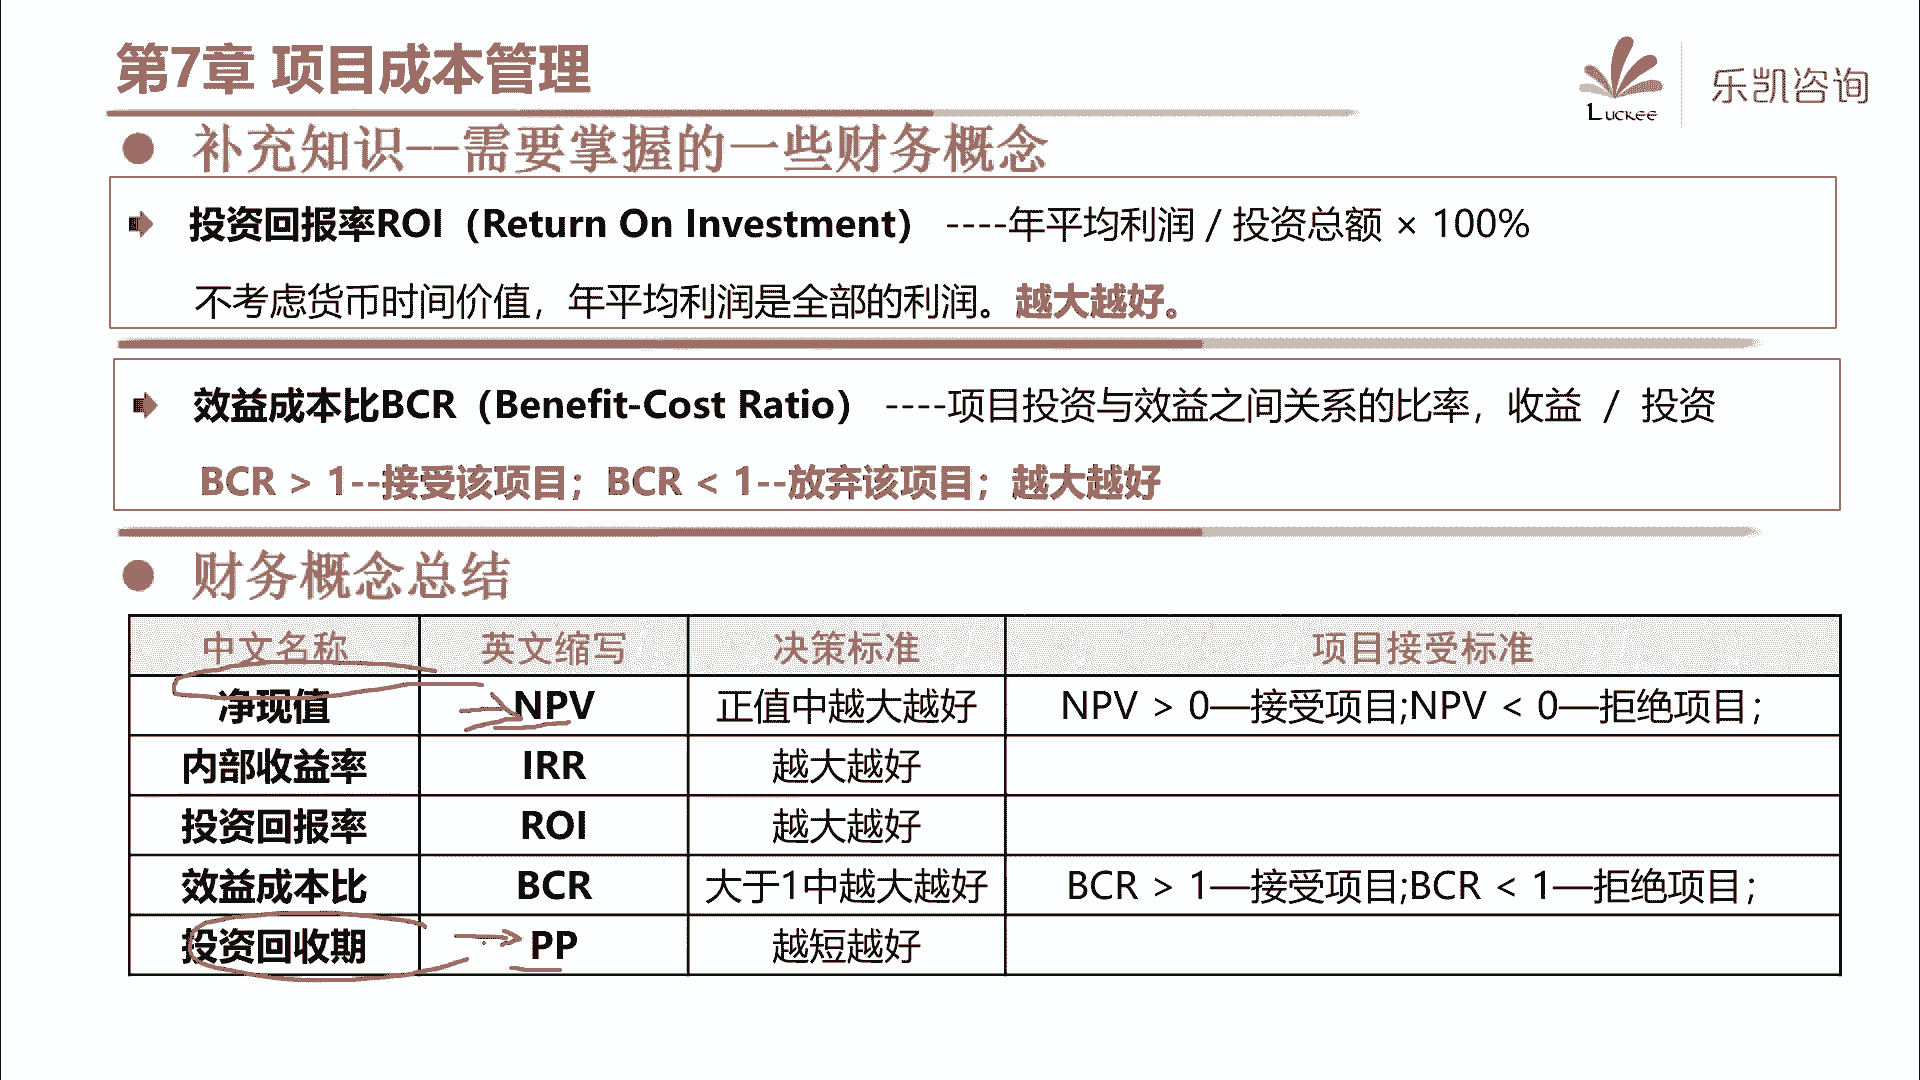 第7章 项目成本管理
Luckee
乐凯咨询
补充知识--需要掌握的一些财务概念
投资回报率ROI（Return On Investment） ----年平均利润 / 投资总额 × 100%
不考虑货币时间价值，年平均利润是全部的利润。越大越好。
效益成本比BCR（Benefit-Cost Ratio） ----项目投资与效益之间关系的比率，收益 / 投资
BCR > 1--接受该项目；BCR < 1--放弃该项目；越大越好
财务概念总结
中文名称 英文缩写 决策标准 项目接受标准
净现值 NPV 正值中越大越好 NPV > 0—接受项目;NPV < 0—拒绝项目；
内部收益率 IRR 越大越好
投资回报率 ROI 越大越好
效益成本比 BCR 大于1中越大越好 BCR > 1—接受项目;BCR < 1—拒绝项目；
投资回收期 PP 越短越好